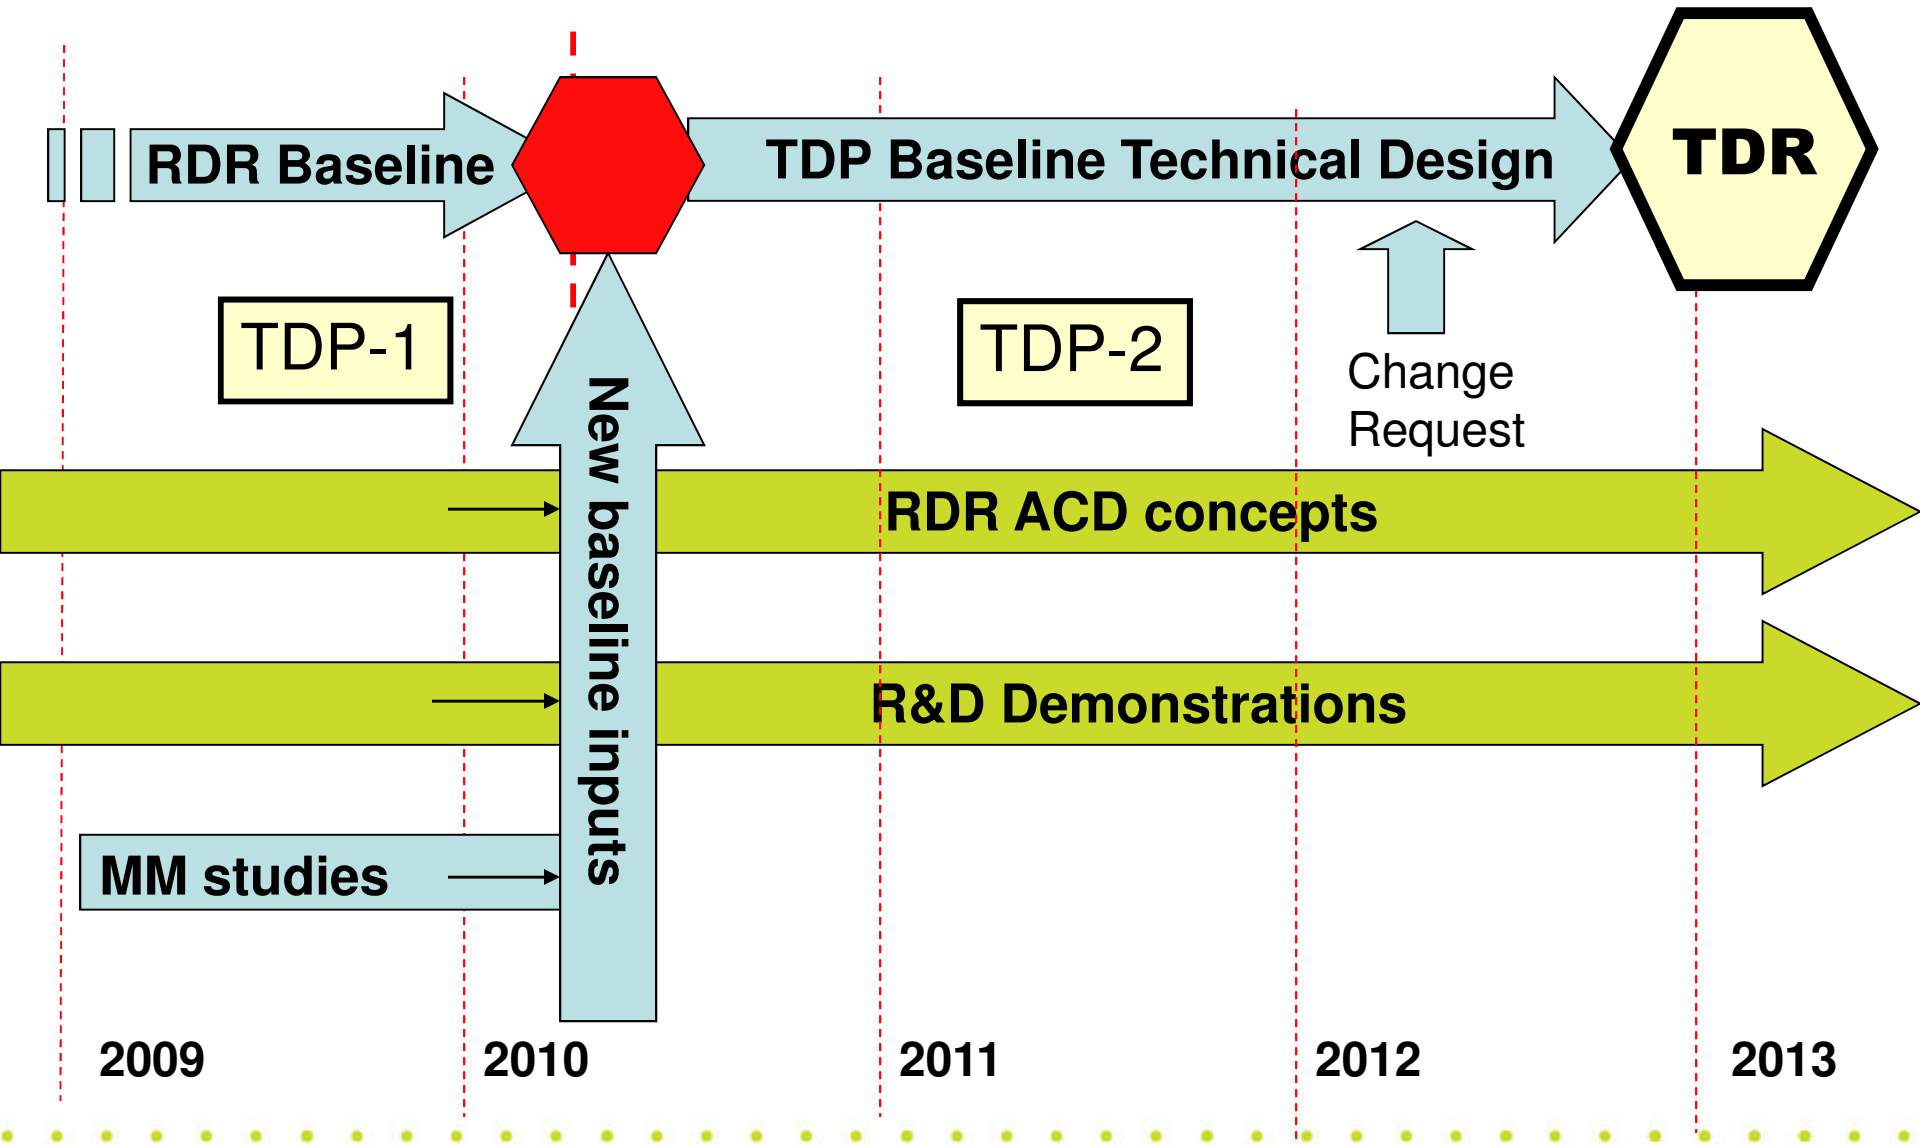 RDR Baseline
TDP Baseline Technical Design
TDR
TDP-1
TDP-2
Change
Request
New baseline inputs
RDR ACD concepts
R&D Demonstrations
MM studies
2009
2010
2011
2012
2013